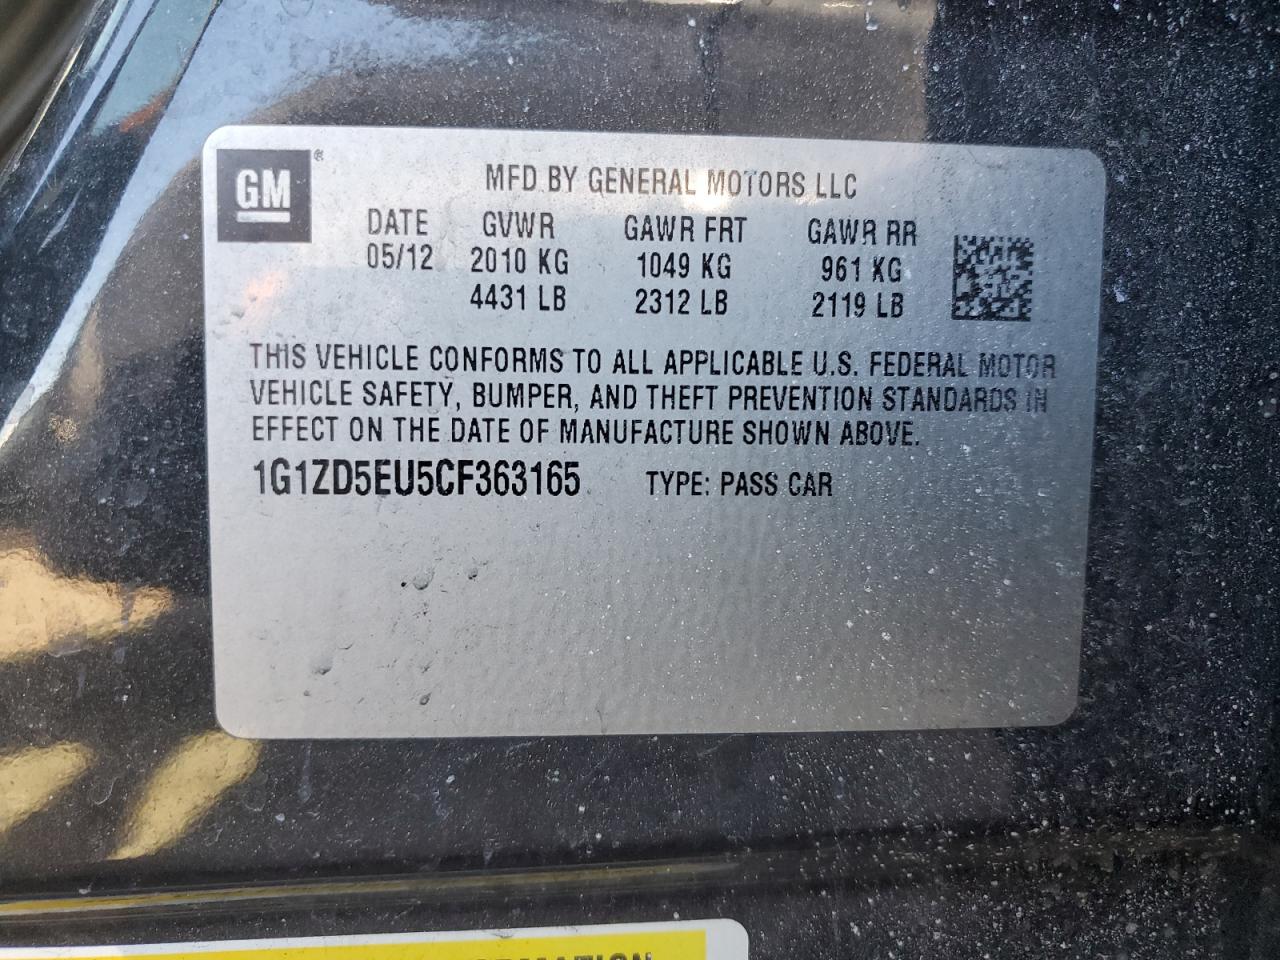 GM®
MFD BY GENERAL MOTORS LLC
DATE GVWR GAWR FRT GAWR RR
05/12 2010 KG 1049 KG 961 KG
4431 LB 2312 LB 2119 LB
THIS VEHICLE CONFORMS TO ALL APPLICABLE U.S. FEDERAL MOTOR
VEHICLE SAFETY, BUMPER, AND THEFT PREVENTION STANDARDS IN
EFFECT ON THE DATE OF MANUFACTURE SHOWN ABOVE.
1G1ZD5EU5CF363165 TYPE: PASS CAR